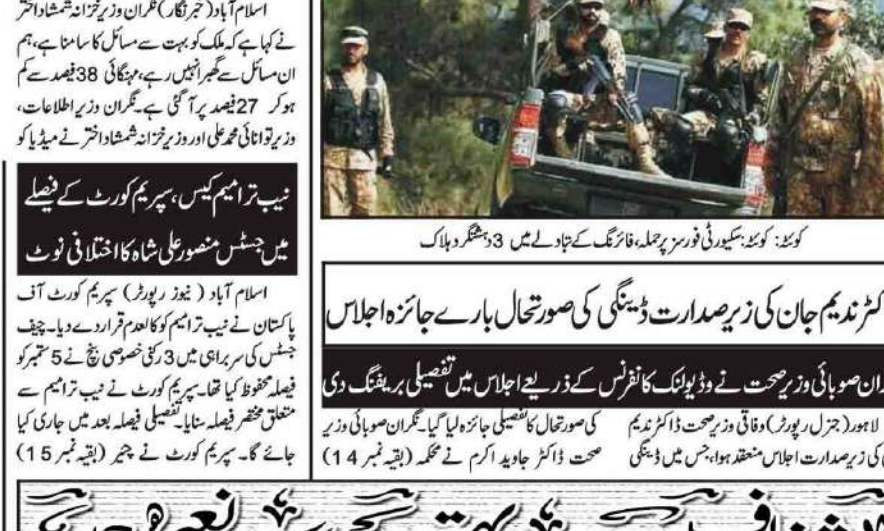 اسلام آباد (خبر نگار) نگران وزیر خزانہ شمشاد اختر
نے کہا ہے کہ ملک کو بہت سے مسائل کا سامنا ہے، ہم
ان مسائل سے گھبرا نہیں رہے، مہنگائی 38 فیصد سے کم
ہو کر 27 فیصد پر آ گئی ہے۔ نگران وزیر اطلاعات،
وزیر توانائی محمد علی اور وزیر خزانہ شمشاد اختر نے میڈیا کو
نیب ترامیم کیس، سپریم کورٹ کے فیصلے
میں جسٹس منصور علی شاہ کا اختلافی نوٹ
اسلام آباد ( نیوز رپورٹر) سپریم کورٹ آف
پاکستان نے نیب ترامیم کو کالعدم قرار دے دیا۔ چیف
جسٹس کی سربراہی میں 3 رکنی خصوصی بنچ نے 5 ستمبر کو
فیصلہ محفوظ کیا تھا۔ سپریم کورٹ نے نیب ترامیم سے
متعلق مختصر فیصلہ سنایا۔ تفصیلی فیصلہ بعد میں جاری کیا
جائے گا۔ سپریم کورٹ نے چئیر (بقیہ نمبر 15)
کوئٹہ: کوئٹہ: سکیورٹی فورسز پر حملہ، فائرنگ کے تبادلے میں 3 دہشتگرد ہلاک
کٹر ندیم جان کی زیر صدارت ڈینگی کی صورتحال بارے جائزہ اجلاس
ران صوبائی وزیر صحت نے وڈیو لنک کانفرنس کے ذریعے اجلاس میں تفصیلی بریفنگ دی
لاہور (جنرل رپورٹر) وفاقی وزیر صحت ڈاکٹر ندیم
کی زیر صدارت اجلاس منعقد ہوا، جس میں ڈینگی
کی صورتحال کا تفصیلی جائزہ لیا گیا۔ نگران صوبائی وزیر
صحت ڈاکٹر جاوید اکرم نے محکمہ (بقیہ نمبر 14)